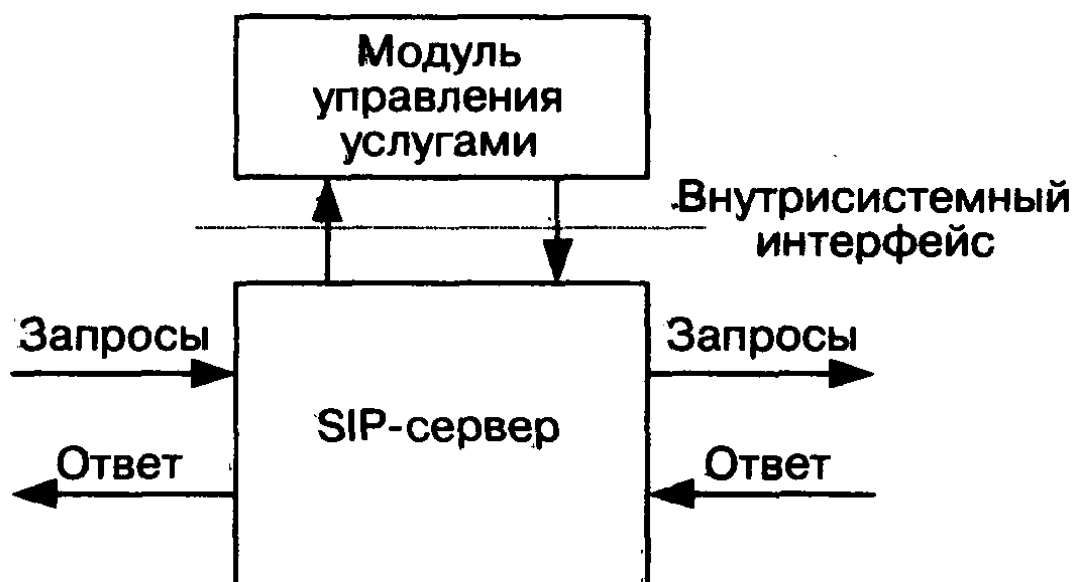 Модуль
управления
услугами
Внутрисистемный
интерфейс
Запросы
Запросы
SIP-сервер
Ответ
Ответ